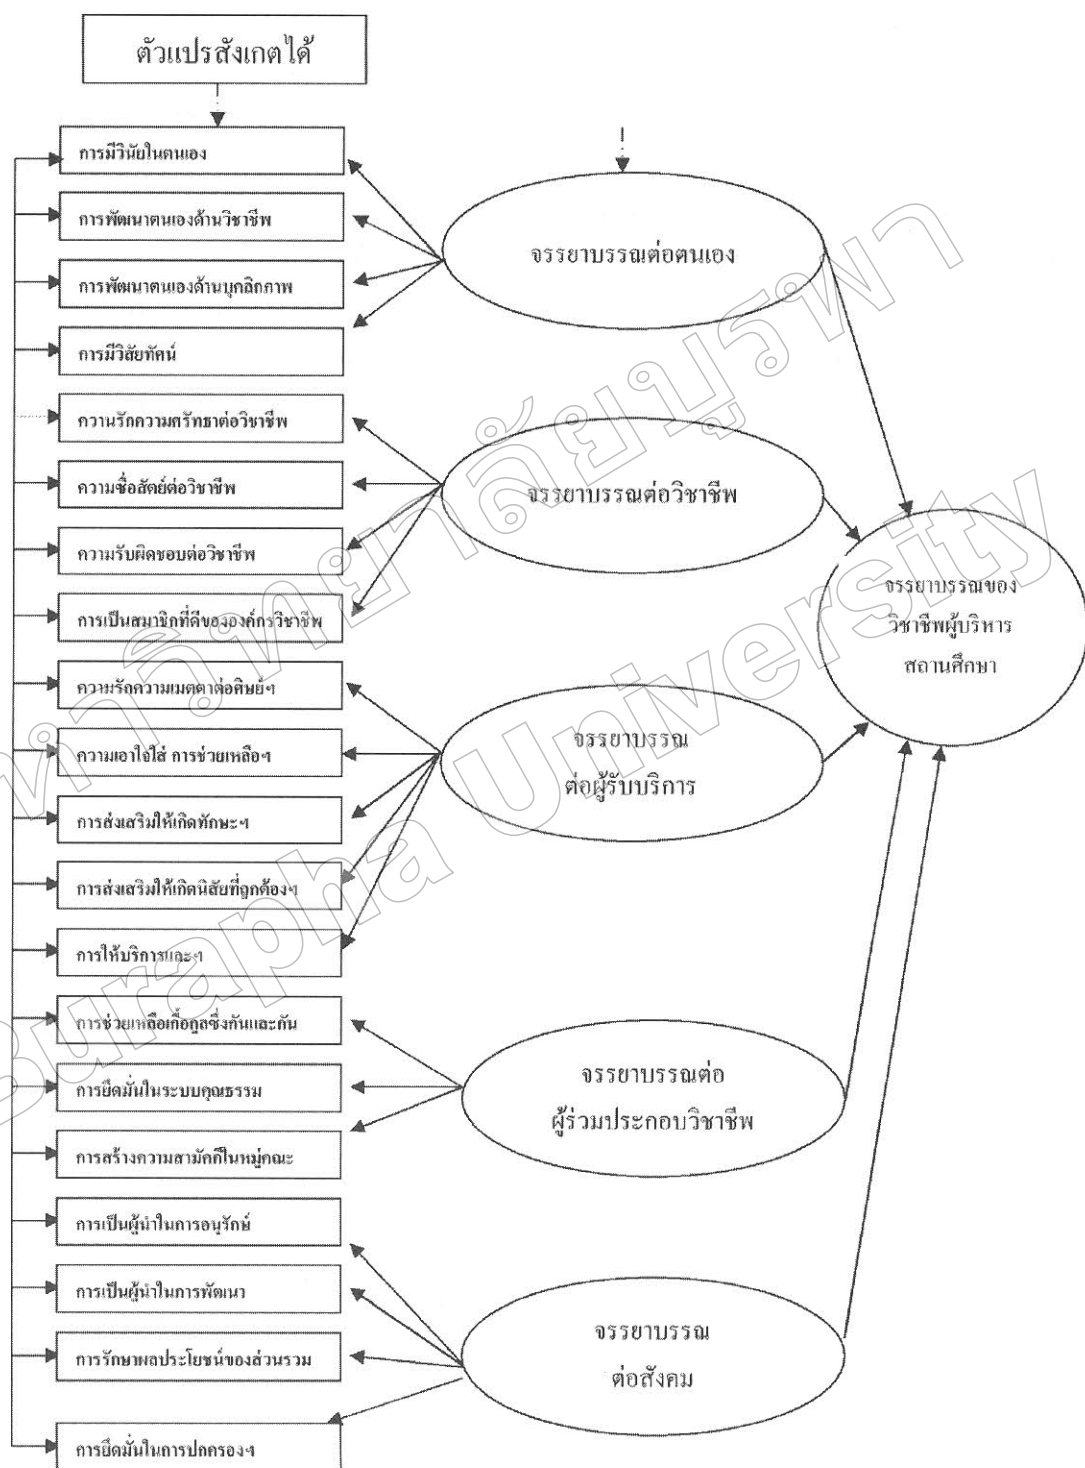 ตัวแปรสังเกตได้
การมีวินัยในตนเอง
การพัฒนาตนเองด้านวิชาชีพ
การพัฒนาตนเองด้านบุคลิกภาพ
การมีวิสัยทัศน์
ความรักความศรัทธาต่อวิชาชีพ
ความซื่อสัตย์ต่อวิชาชีพ
ความรับผิดชอบต่อวิชาชีพ
การเป็นสมาชิกที่ดีขององค์กรวิชาชีพ
ความรักความเมตตาต่อศิษย์ฯ
ความเอาใจใส่ การช่วยเหลือฯ
การส่งเสริมให้เกิดทักษะฯ
การส่งเสริมให้เกิดนิสัยที่ถูกต้องฯ
การให้บริการและฯ
การช่วยเหลือเกื้อกูลซึ่งกันและกัน
การยึดมั่นในระบบคุณธรรม
การสร้างความสามัคคีในหมู่คณะ
การเป็นผู้นำในการอนุรักษ์
การเป็นผู้นำในการพัฒนา
การรักษาผลประโยชน์ของส่วนรวม
การยึดมั่นในการปกครองฯ
จรรยาบรรณต่อตนเอง
จรรยาบรรณต่อวิชาชีพ
จรรยาบรรณ
ต่อผู้รับบริการ
จรรยาบรรณต่อ
ผู้ร่วมประกอบวิชาชีพ
จรรยาบรรณ
ต่อสังคม
จรรยาบรรณของ
วิชาชีพผู้บริหาร
สถานศึกษา
มหาวิทยาลัยบูรพา
Burapha University